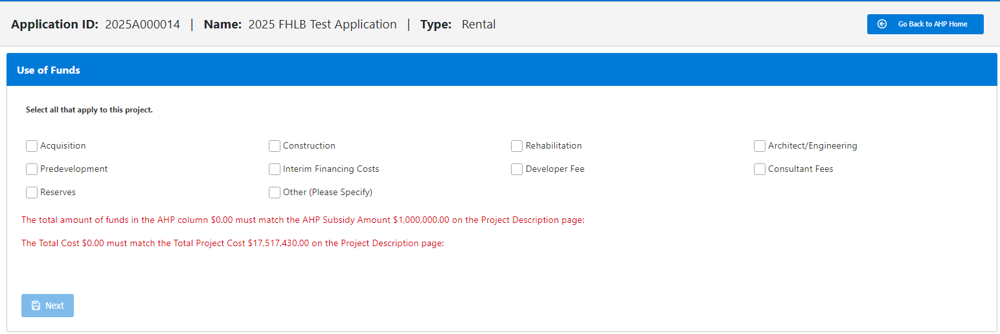 Application ID: 2025A000014 | Name: 2025 FHLB Test Application | Type: Rental Go Back to AHP Home
Use of Funds
Select all that apply to this project.
Acquisition Construction Rehabilitation Architect/Engineering
Predevelopment Interim Financing Costs Developer Fee Consultant Fees
Reserves Other (Please Specify)
The total amount of funds in the AHP column $0.00 must match the AHP Subsidy Amount $1,000,000.00 on the Project Description page:
The Total Cost $0.00 must match the Total Project Cost $17,517,430.00 on the Project Description page:
Next